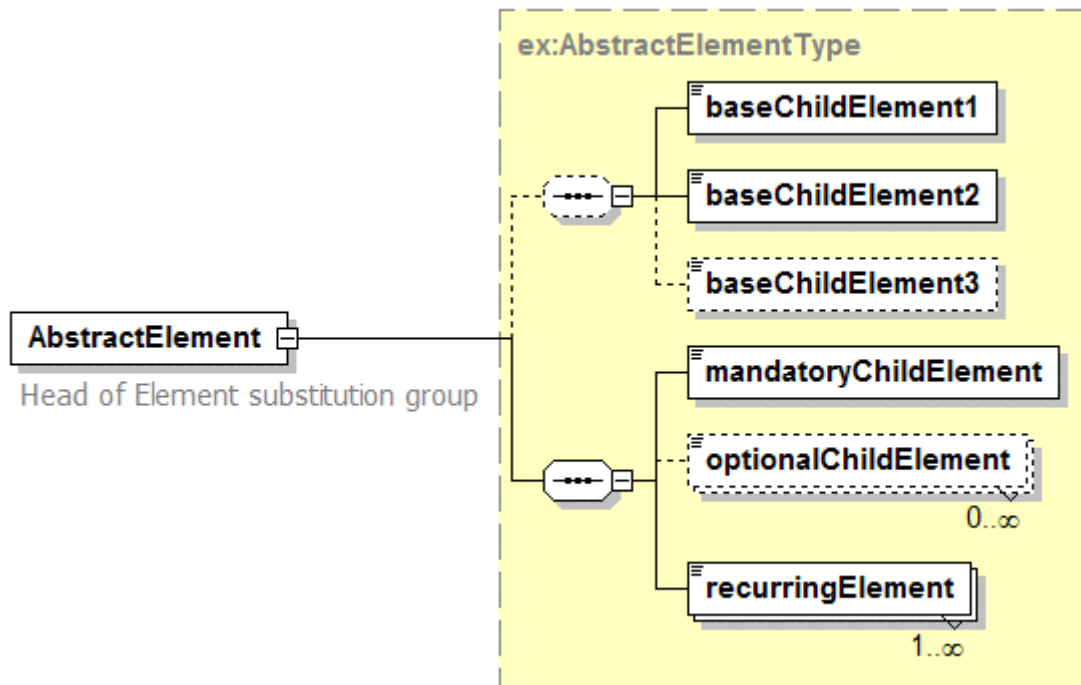 ex:AbstractElementType
baseChildElement1
baseChildElement2
baseChildElement3
AbstractElement
Head of Element substitution group
mandatoryChildElement
optionalChildElement
0..∞
recurringElement
1..∞